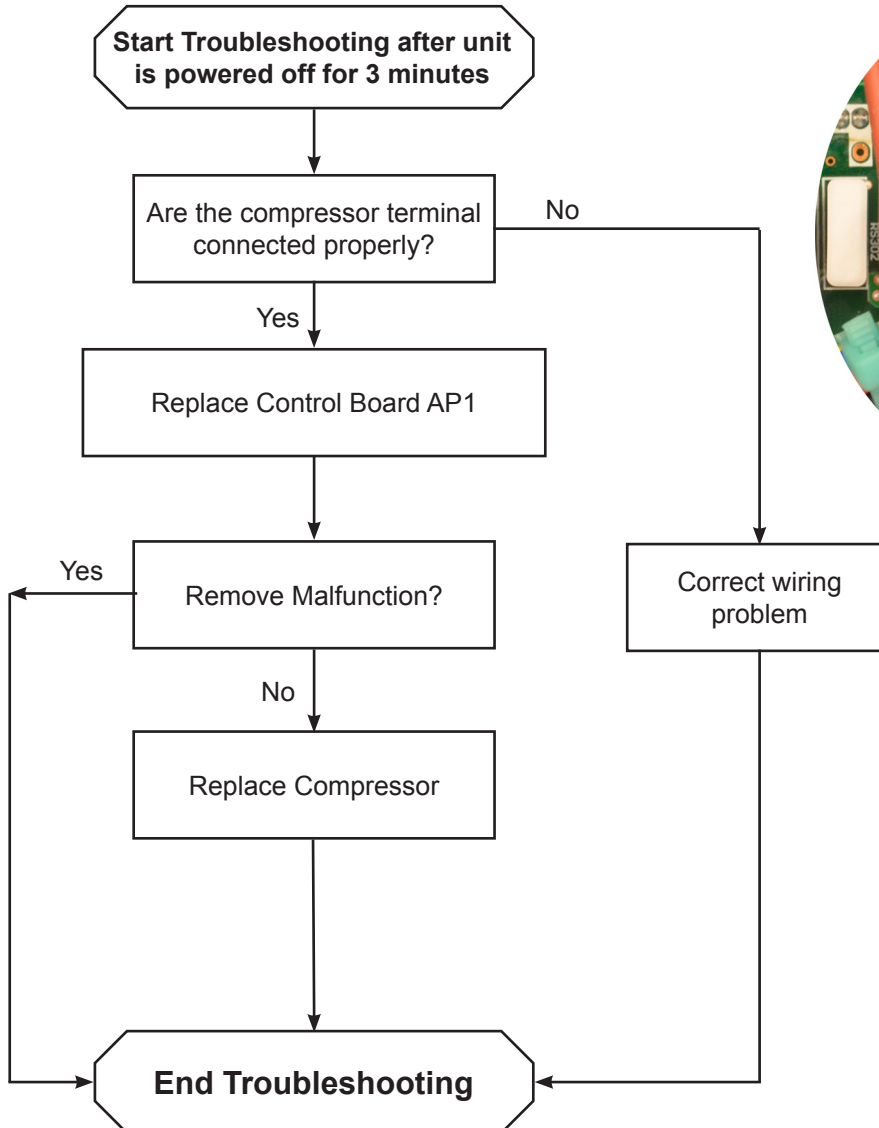 Start Troubleshooting after unit
is powered off for 3 minutes
Are the compressor terminal
connected properly?
No
Yes
Replace Control Board AP1
Yes
Remove Malfunction?
Correct wiring
problem
No
Replace Compressor
End Troubleshooting
RS302